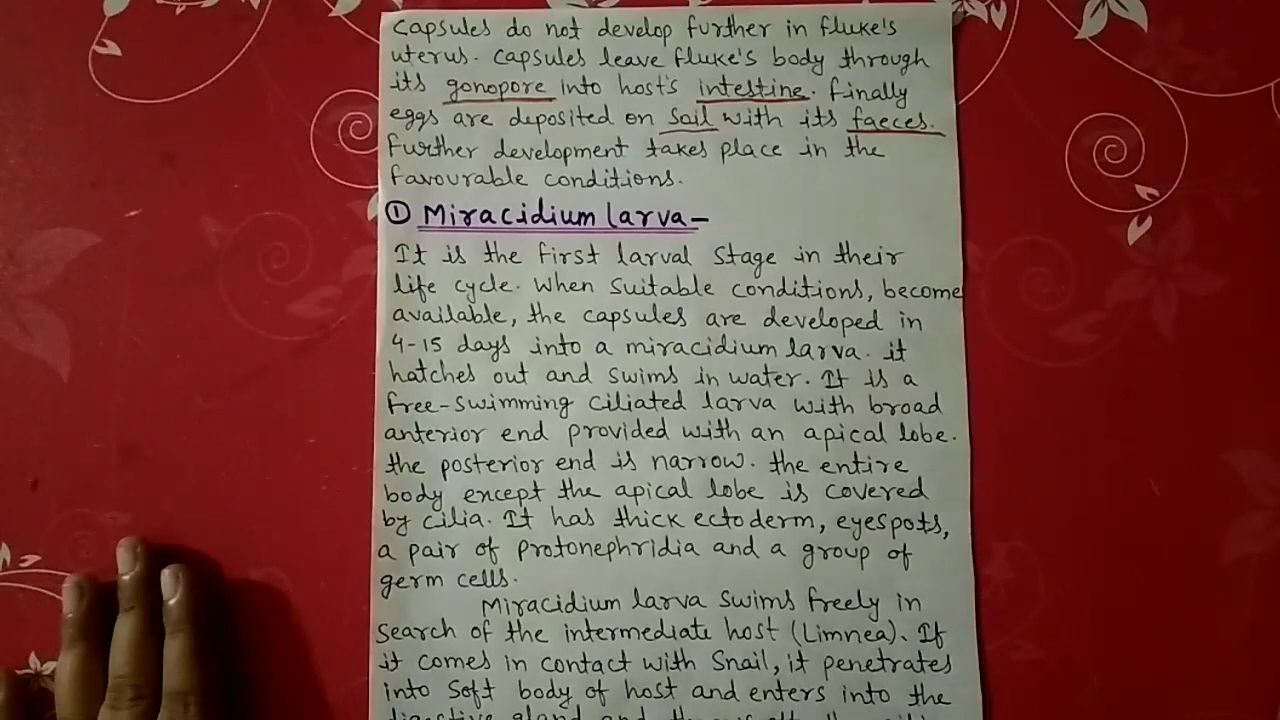 Capsules do not develop further in fluke's
uterus. Capsules leave fluke's body through
its gonopore into host's intestine. Finally
eggs are deposited on Soil with its faeces.
Further development takes place in the
favourable conditions.
① Miracidium larva-
It is the first larval stage in their
life cycle. When suitable conditions, become
available, the capsules are developed in
4-15 days into a miracidium larva. it
hatches out and swims in water. It is a
free-swimming ciliated larva with broad
anterior end provided with an apical lobe.
the posterior end is narrow. the entire
body except the apical lobe is covered
by cilia. It has thick ectoderm, eyespots,
a pair of protonephridia and a group of
germ cells.
Miracidium larva swims freely in
search of the intermediate host (Limnea). If
it comes in contact with Snail, it penetrates
into Soft body of host and enters into the
digestive gland and